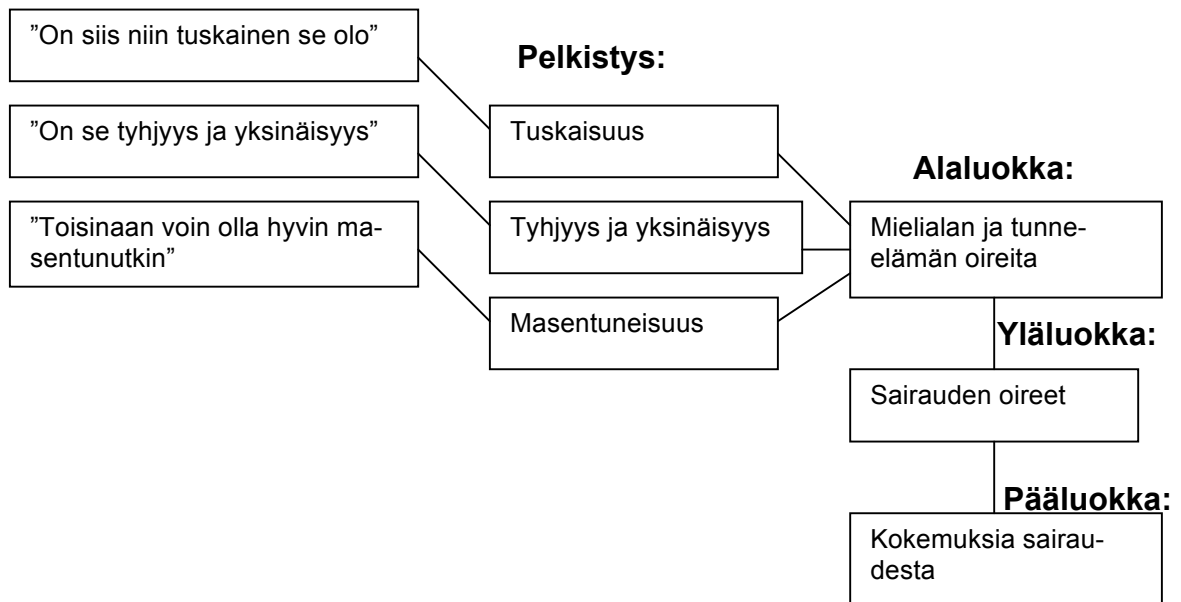 ”On siis niin tuskainen se olo”
”On se tyhjyys ja yksinäisyys”
”Toisinaan voin olla hyvin ma-
sentunutkin”
Pelkistys:
Tuskaisuus
Tyhjyys ja yksinäisyys
Masentuneisuus
Alaluokka:
Mielialan ja tunne-
elämän oireita
Yläluokka:
Sairauden oireet
Pääluokka:
Kokemuksia sairau-
desta